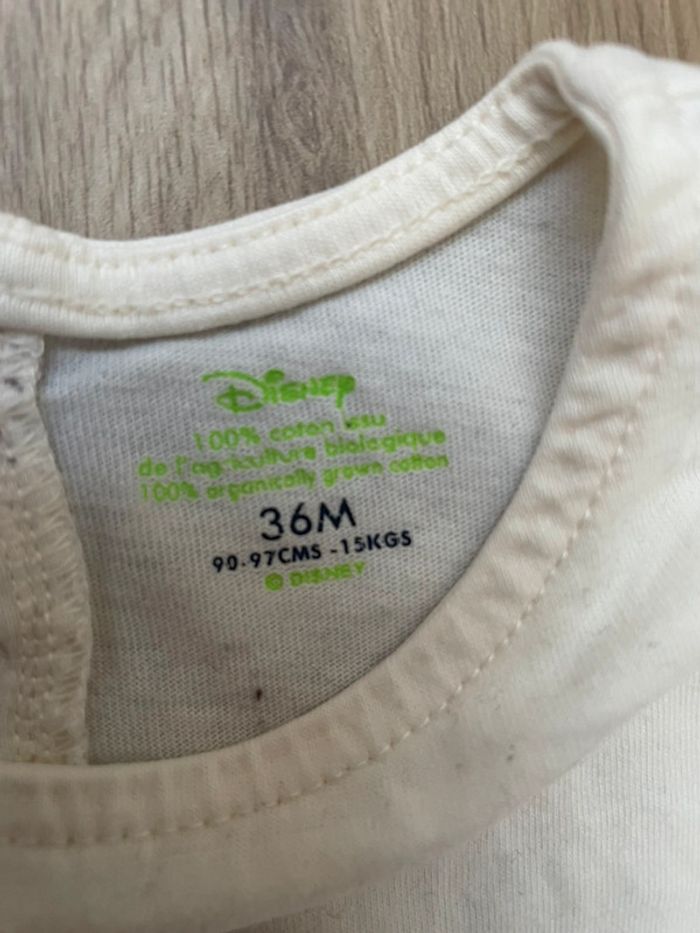 Disney
100% coton issu
de l'agriculture biologique
100% organically grown cotton
36M
90-97CMS -15KGS
© DISNEY